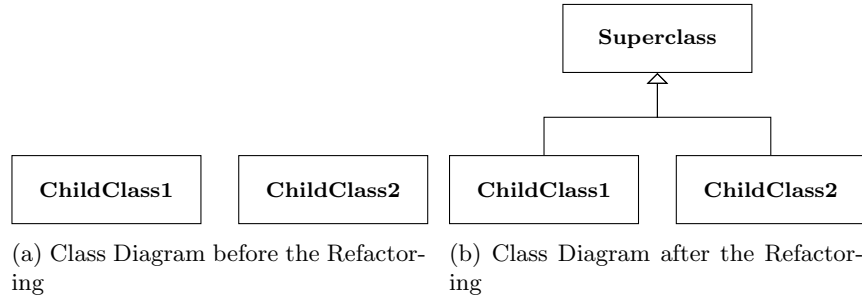 Superclass
ChildClass1
ChildClass2
ChildClass1
ChildClass2
(a) Class Diagram before the Refactor-
ing
(b) Class Diagram after the Refactor-
ing